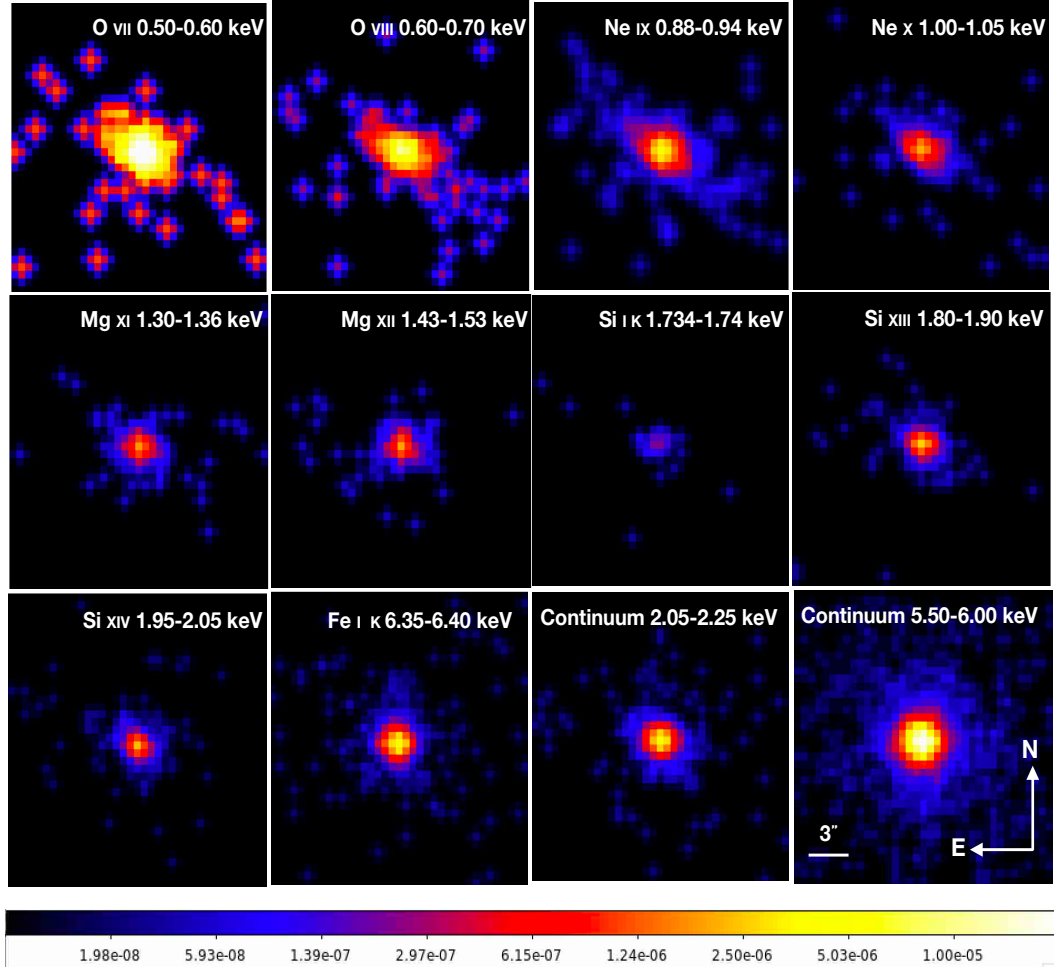 O VII 0.50-0.60 keV
O VIII 0.60-0.70 keV
Ne IX 0.88-0.94 keV
Ne X 1.00-1.05 keV
Mg XI 1.30-1.36 keV
Mg XII 1.43-1.53 keV
Si I K 1.734-1.74 keV
Si XIII 1.80-1.90 keV
Si XIV 1.95-2.05 keV
Fe I K 6.35-6.40 keV
Continuum 2.05-2.25 keV
Continuum 5.50-6.00 keV
N
3"
E
1.98e-08 5.93e-08 1.39e-07 2.97e-07 6.15e-07 1.24e-06 2.50e-06 5.03e-06 1.00e-05